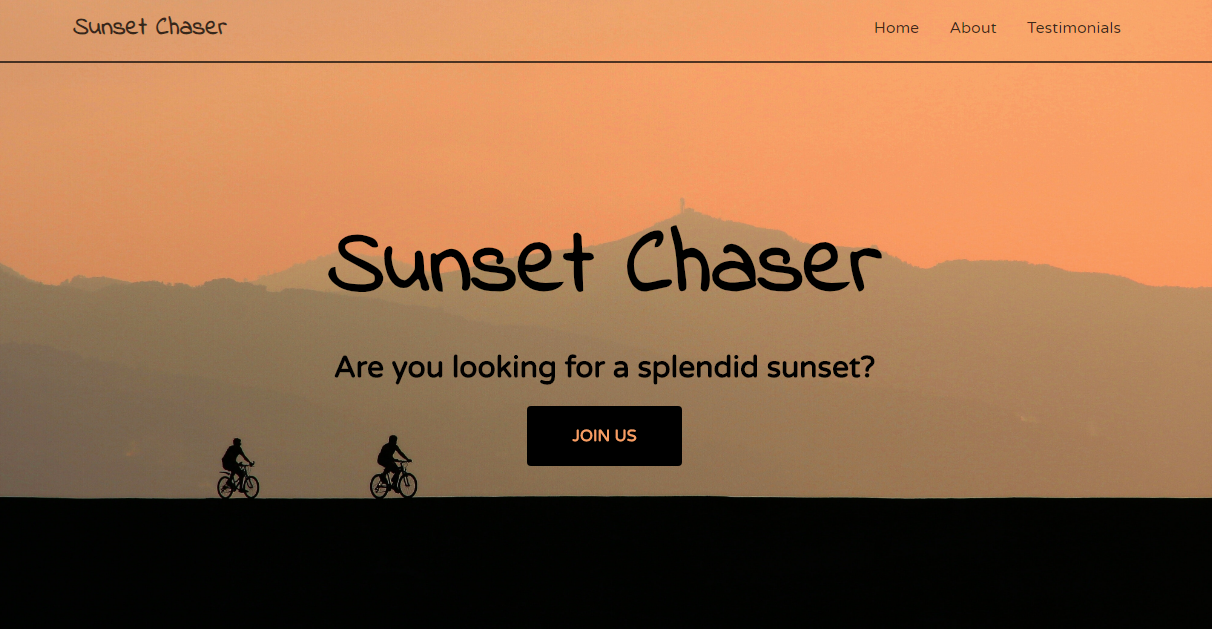 Sunset Chaser
Home About Testimonials
Sunset Chaser
Are you looking for a splendid sunset?
JOIN US